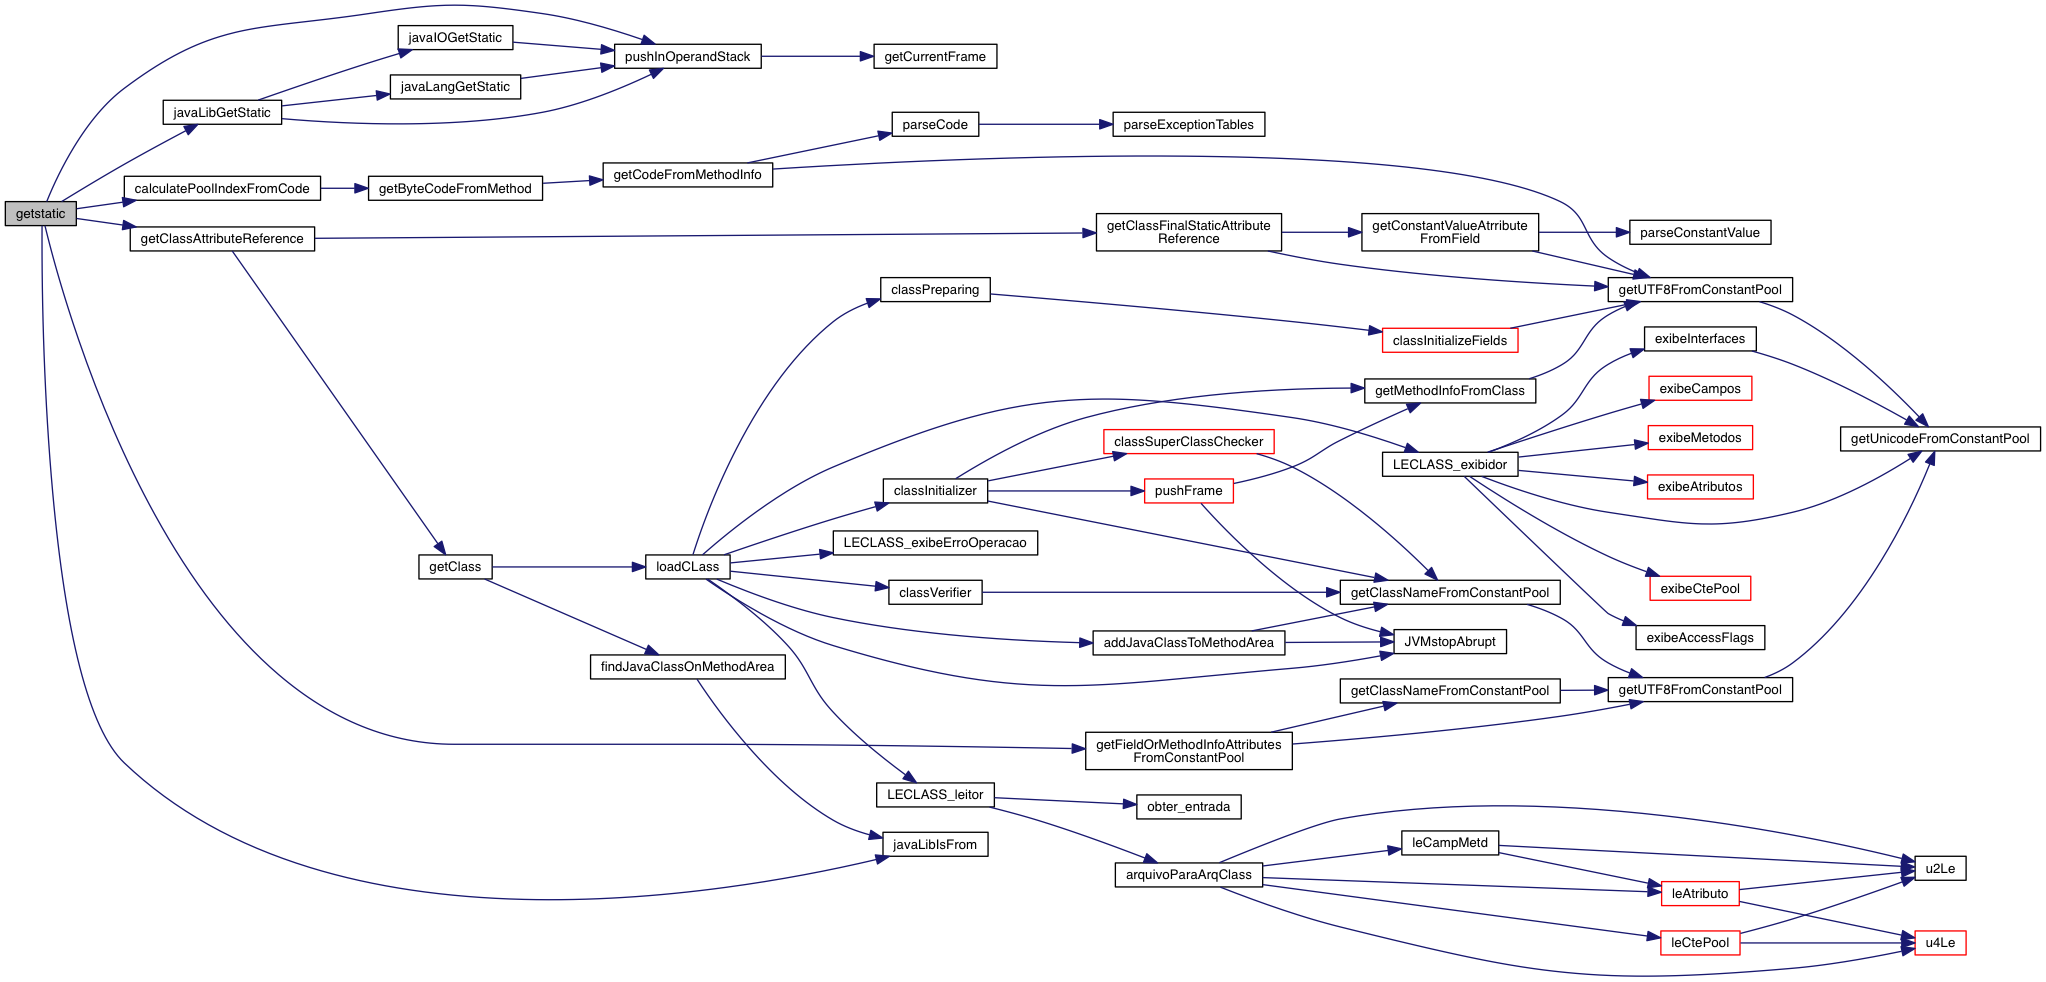 getstatic
javaIOGetStatic
javaLangGetStatic
javaLibGetStatic
pushInOperandStack
getCurrentFrame
calculatePoolIndexFromCode
getByteCodeFromMethod
getCodeFromMethodInfo
parseCode
parseExceptionTables
getClassAttributeReference
getClassFinalStaticAttribute
Reference
getConstantValueAtrribute
FromField
parseConstantValue
getUTF8FromConstantPool
classPreparing
classInitializeFields
exibeInterfaces
exibeCampos
exibeMetodos
exibeAtributos
getMethodInfoFromClass
classSuperClassChecker
LECLASS_exibidor
getUnicodeFromConstantPool
classInitializer
pushFrame
LECLASS_exibeErroOperacao
getClass
loadCLass
classVerifier
getClassNameFromConstantPool
exibeCtePool
exibeAccessFlags
addJavaClassToMethodArea
JVMstopAbrupt
findJavaClassOnMethodArea
getClassNameFromConstantPool
getUTF8FromConstantPool
getFieldOrMethodInfoAttributes
FromConstantPool
LECLASS_leitor
obter_entrada
javaLibIsFrom
arquivoParaArqClass
leCampMetd
leAtributo
leCtePool
u2Le
u4Le